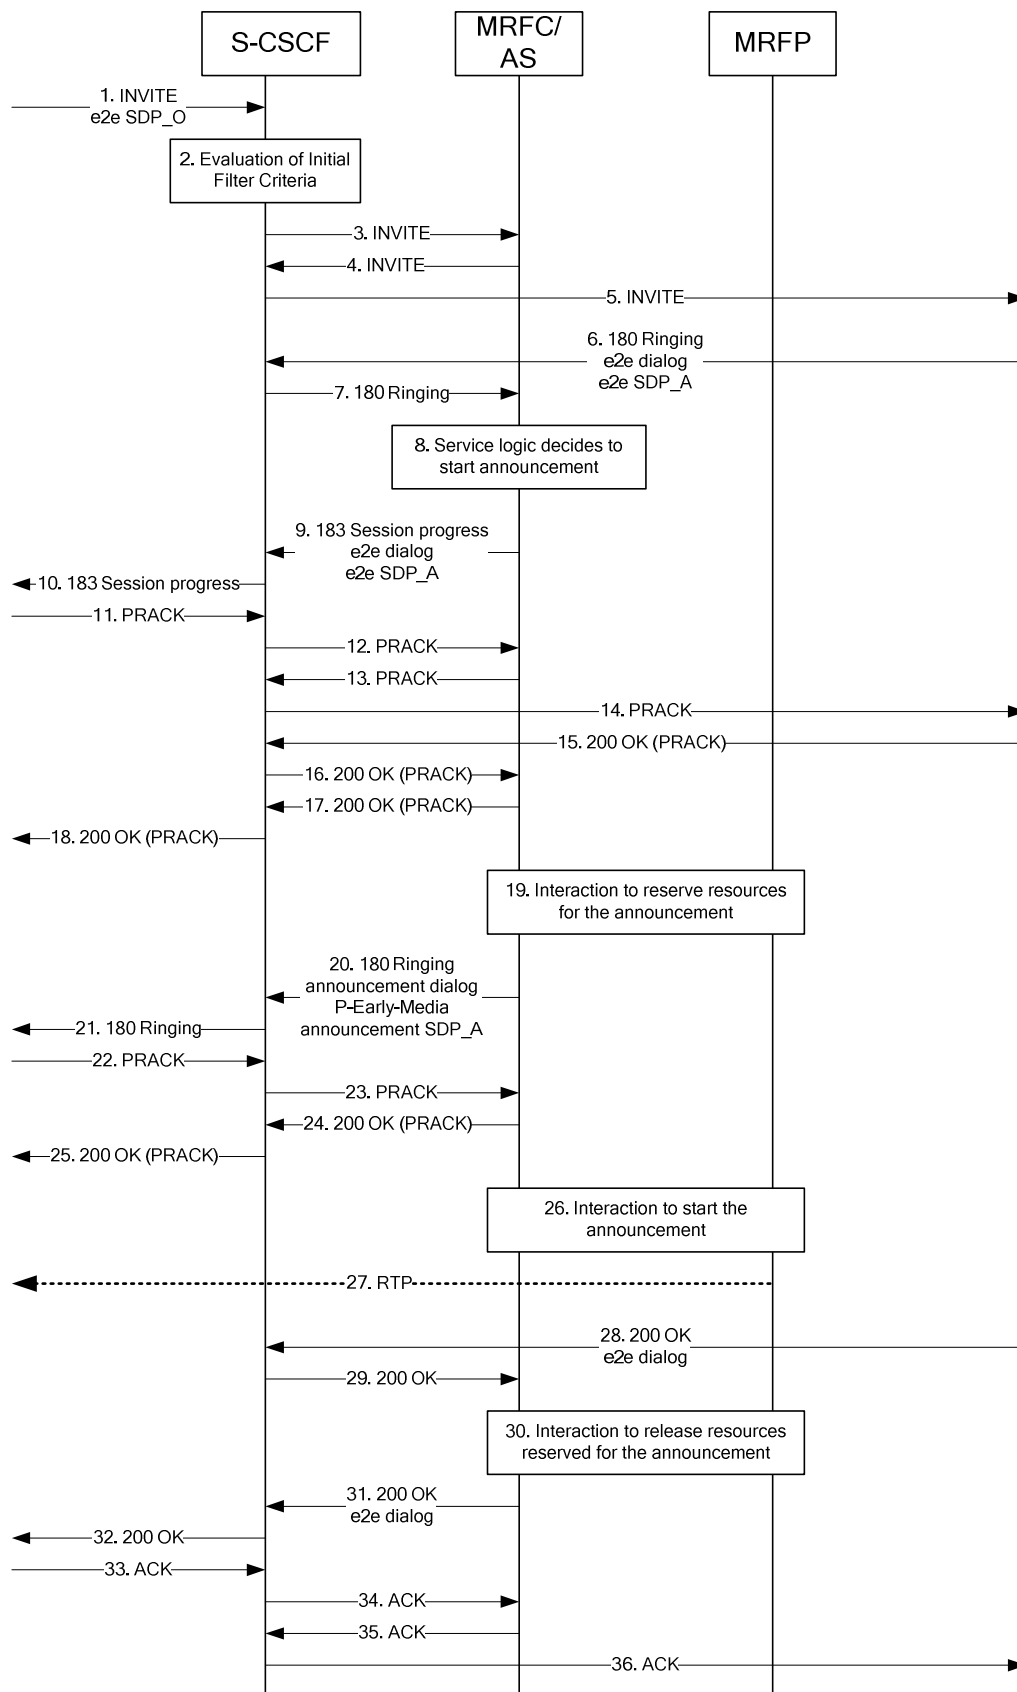 S-CSCF
MRFC/
AS
MRFP
1. INVITE
e2e SDP_O
2. Evaluation of Initial
Filter Criteria
3. INVITE
4. INVITE
5. INVITE
6. 180 Ringing
e2e dialog
e2e SDP_A
7. 180 Ringing
8. Service logic decides to
start announcement
9. 183 Session progress
e2e dialog
e2e SDP_A
10. 183 Session progress
11. PRACK
12. PRACK
13. PRACK
14. PRACK
15. 200 OK (PRACK)
16. 200 OK (PRACK)
17. 200 OK (PRACK)
18. 200 OK (PRACK)
19. Interaction to reserve resources
for the announcement
20. 180 Ringing
announcement dialog
P-Early-Media
announcement SDP_A
21. 180 Ringing
22. PRACK
23. PRACK
24. 200 OK (PRACK)
25. 200 OK (PRACK)
26. Interaction to start the
announcement
27. RTP
28. 200 OK
e2e dialog
29. 200 OK
30. Interaction to release resources
reserved for the announcement
31. 200 OK
e2e dialog
32. 200 OK
33. ACK
34. ACK
35. ACK
36. ACK